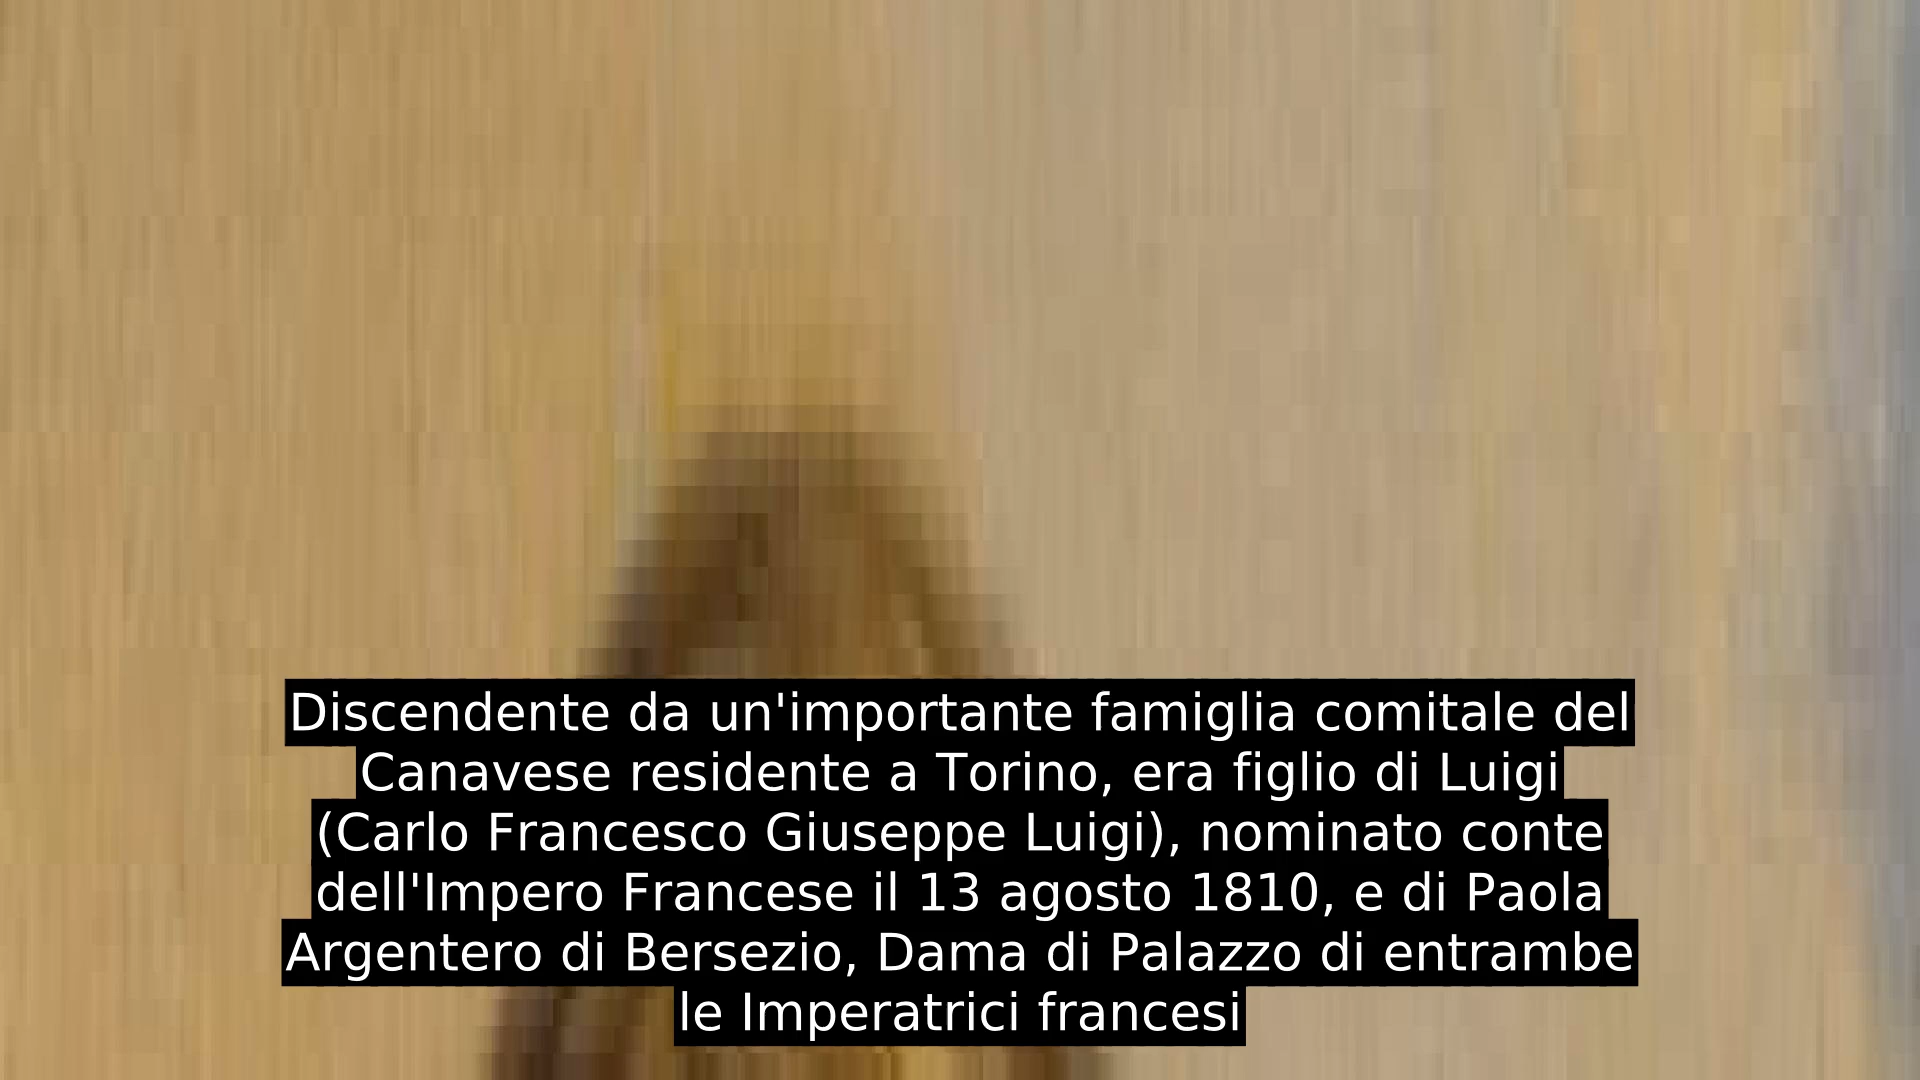 Discendente da un'importante famiglia comitale del
Canavese residente a Torino, era figlio di Luigi
(Carlo Francesco Giuseppe Luigi), nominato conte
dell'Impero Francese il 13 agosto 1810, e di Paola
Argentero di Bersezio, Dama di Palazzo di entrambe
le Imperatrici francesi